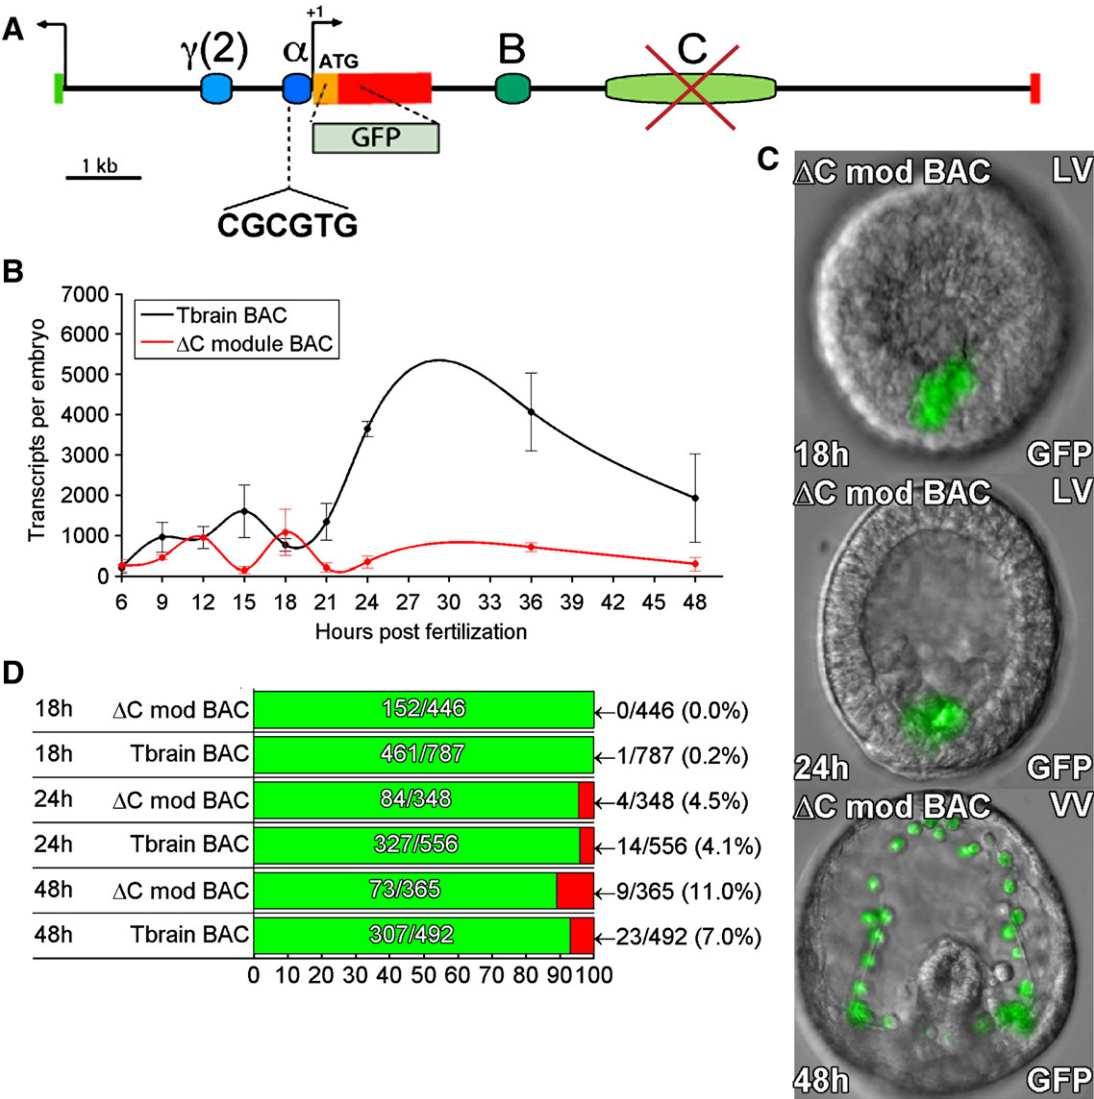 A
γ(2)
α
+1
ATG
B
C
GFP
1 kb
CGCGTG
B
7000
6000
5000
4000
3000
2000
1000
0
Transcripts per embryo
Tbrain BAC
ΔC module BAC
6 9 12 15 18 21 24 27 30 33 36 39 42 45 48
Hours post fertilization
C
ΔC mod BAC LV
18h GFP
ΔC mod BAC LV
24h GFP
ΔC mod BAC VV
48h GFP
D
18h ΔC mod BAC 152/446 ←0/446 (0.0%)
18h Tbrain BAC 461/787 ←1/787 (0.2%)
24h ΔC mod BAC 84/348 ←4/348 (4.5%)
24h Tbrain BAC 327/556 ←14/556 (4.1%)
48h ΔC mod BAC 73/365 ←9/365 (11.0%)
48h Tbrain BAC 307/492 ←23/492 (7.0%)
0 10 20 30 40 50 60 70 80 90 100